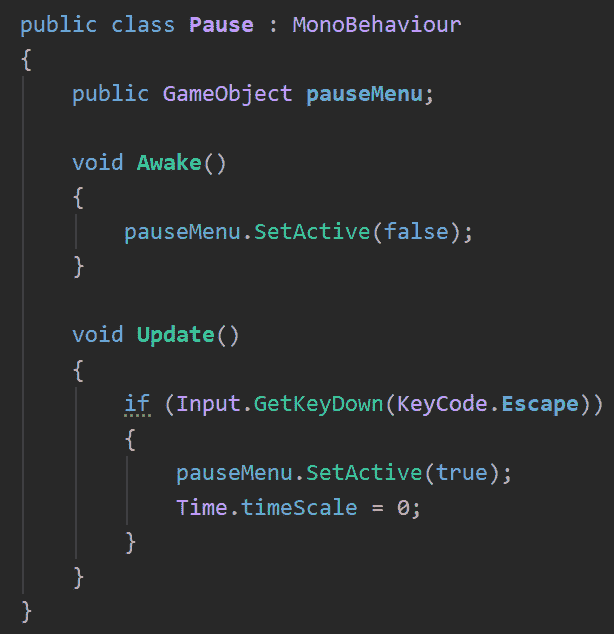 public class Pause : MonoBehaviour
{
    public GameObject pauseMenu;

    void Awake()
    {
        pauseMenu.SetActive(false);
    }

    void Update()
    {
        if (Input.GetKeyDown(KeyCode.Escape))
        {
            pauseMenu.SetActive(true);
            Time.timeScale = 0;
        }
    }
}